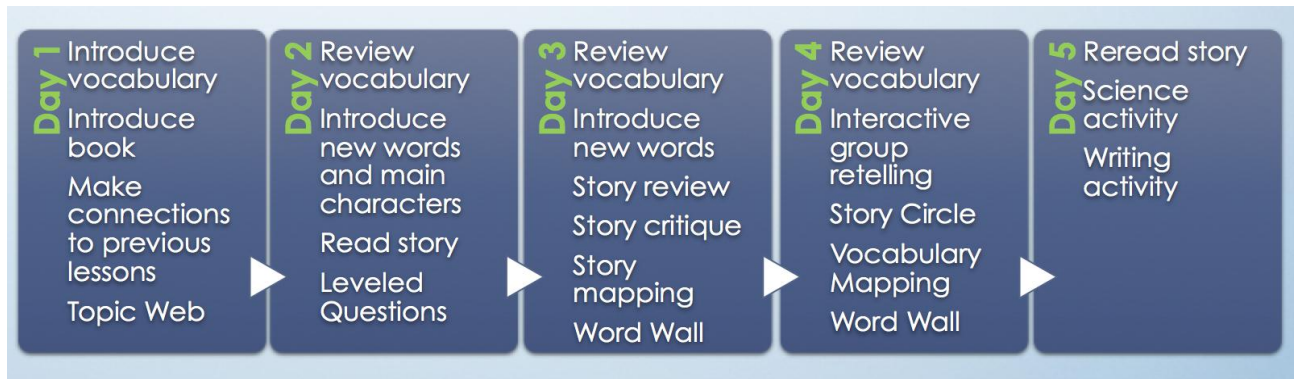 Day 1
Introduce
vocabulary
Introduce
book
Make
connections
to previous
lessons
Topic Web
Day 2
Review
vocabulary
Introduce
new words
and main
characters
Read story
Leveled
Questions
Day 3
Review
vocabulary
Introduce
new words
Story review
Story critique
Story
mapping
Word Wall
Day 4
Review
vocabulary
Interactive
group
retelling
Story Circle
Vocabulary
Mapping
Word Wall
Day 5
Reread story
Science
activity
Writing
activity